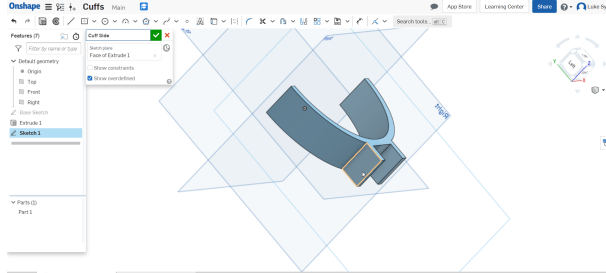 Onshape Cuffs Main App Store Learning Center Share Luke Sy
Search tools... alt C
Features (7)
Filter by name or type
Default geometry
Origin
Top
Front
Right
Base Sketch
Extrude 1
Sketch 1
Parts (1)
Part 1
Cuff Side
Sketch plane
Face of Extrude 1
Show constraints
Show overdefined
Right
Y
Z
X
Left